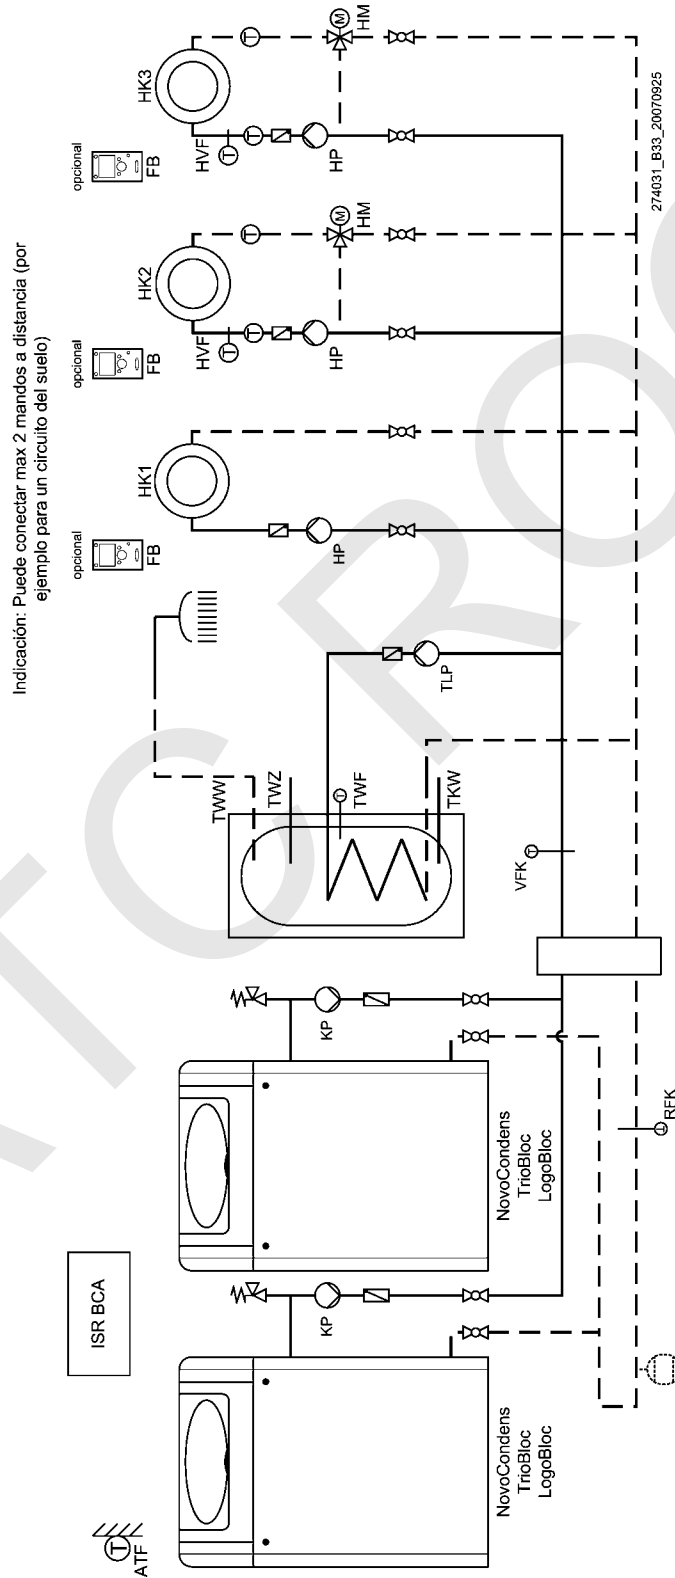 Indicación: Puede conectar max 2 mandos a distancia (por
ejemplo para un circuito del suelo)
ATF
T
ISR BCA
opcional
FB
opcional
FB
opcional
FB
HK1
HK2
HK3
HVF
T
T
T
HVF
T
T
T
HP
HP
HP
M
HM
M
HM
TWW
TWZ
T
TWF
TKW
TLP
KP
KP
VFK
T
NovoCondens
TrioBloc
LogoBloc
NovoCondens
TrioBloc
LogoBloc
T
RFK
274031_B33_20070925
ATC RO